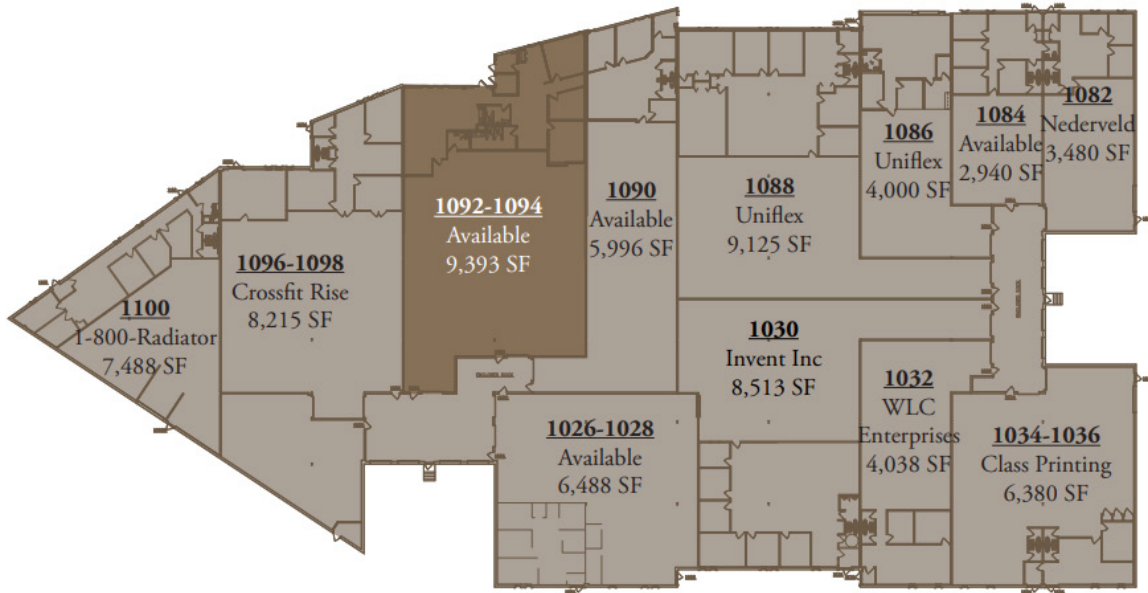 1082
Nederveld
3,480 SF
1084
Available
2,940 SF
1086
Uniflex
4,000 SF
1088
Uniflex
9,125 SF
1090
Available
5,996 SF
1092-1094
Available
9,393 SF
1096-1098
Crossfit Rise
8,215 SF
1100
1-800-Radiator
7,488 SF
1026-1028
Available
6,488 SF
1030
Invent Inc
8,513 SF
1032
WLC
Enterprises
4,038 SF
1034-1036
Class Printing
6,380 SF